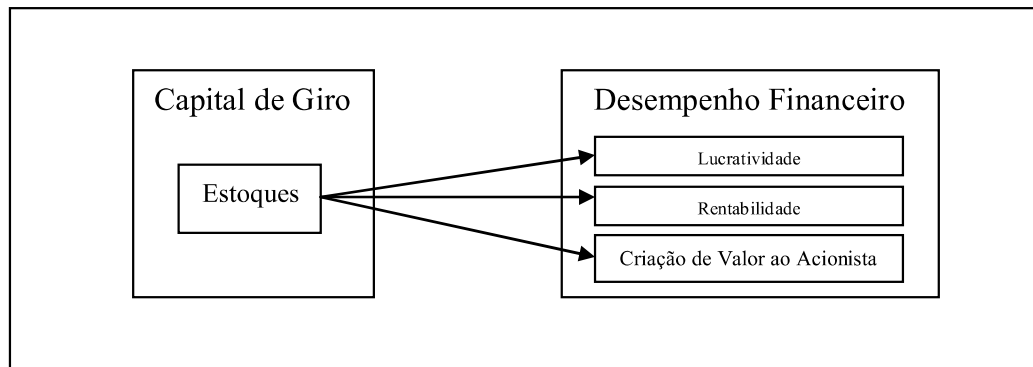 Capital de Giro
Estoques
Desempenho Financeiro
Lucratividade
Rentabilidade
Criação de Valor ao Acionista